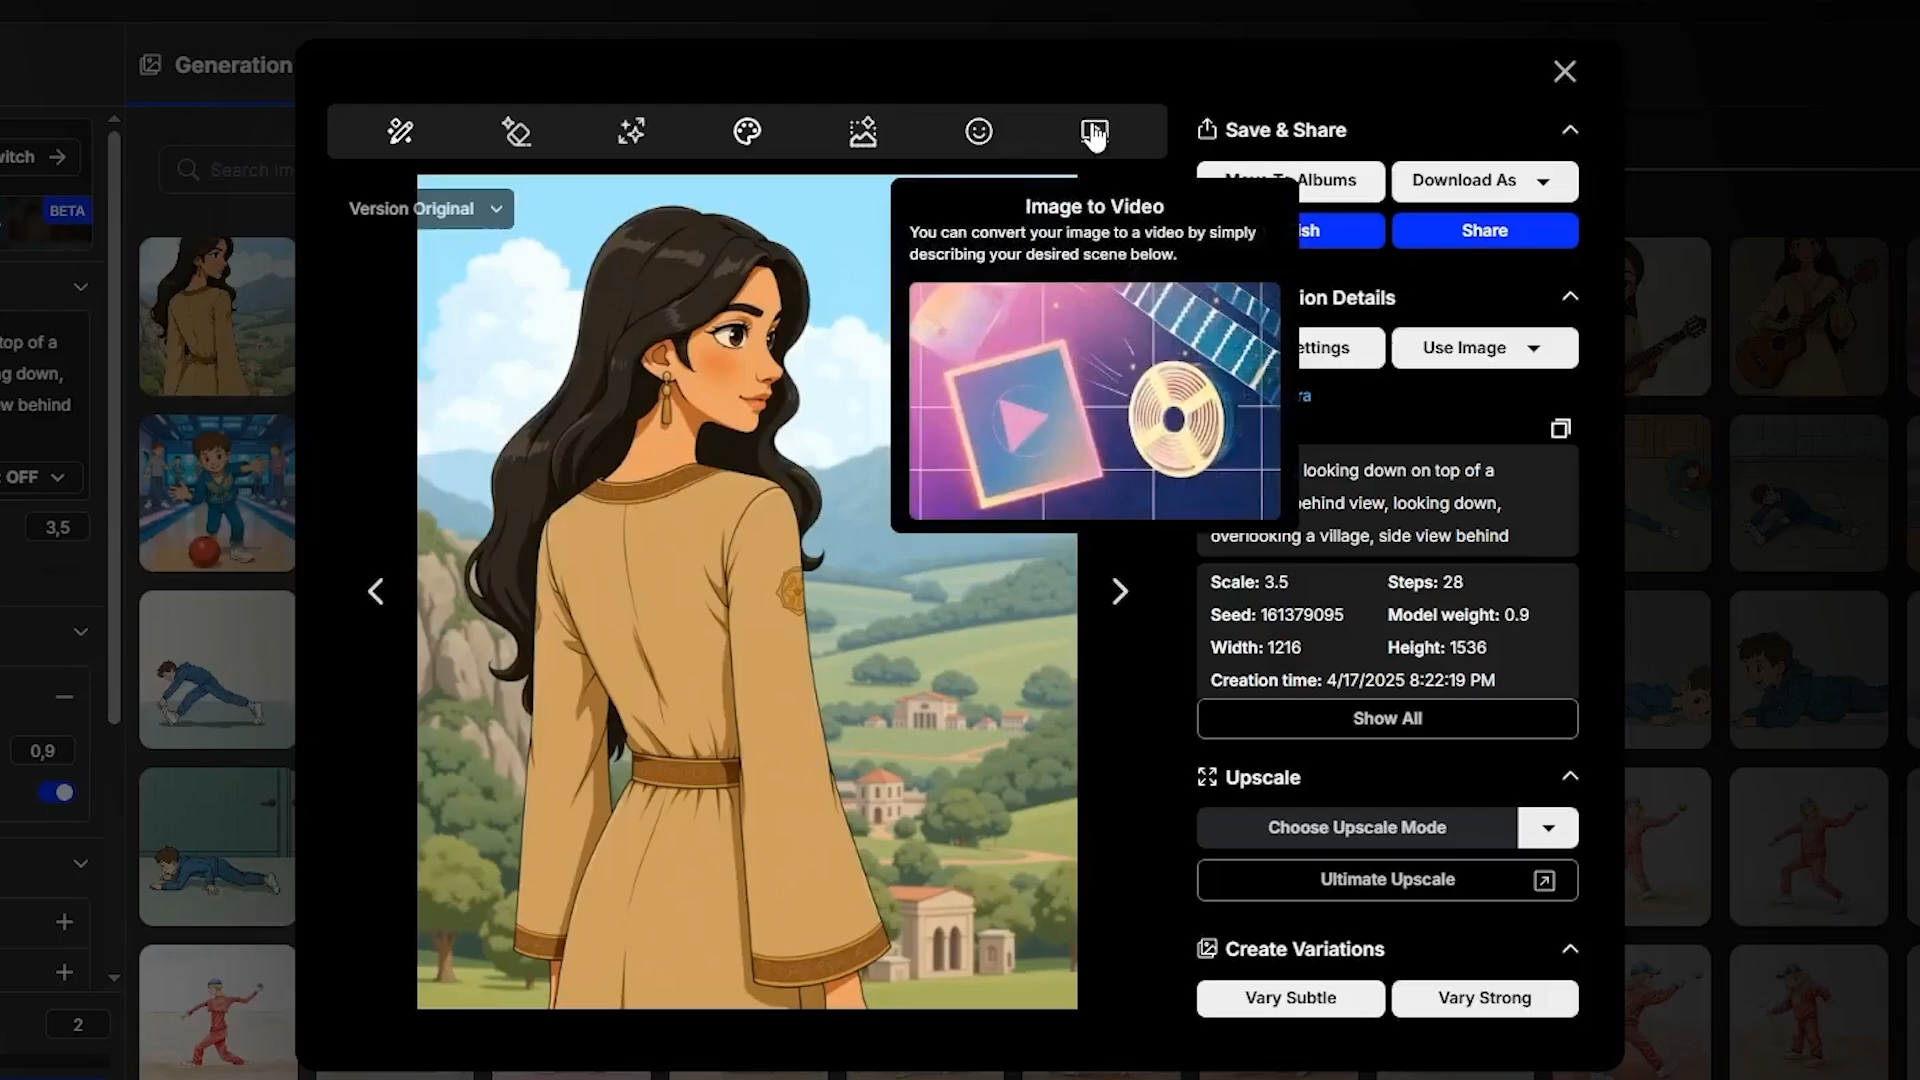 Generation
witch
Search im
BETA
top of a
ng down,
w behind
: OFF
3,5
0,9
2
Version Original
Image to Video
You can convert your image to a video by simply
describing your desired scene below.
Save & Share
Albums
Download As
ish
Share
ion Details
ettings
Use Image
ra
looking down on top of a
ehind view, looking down,
overlooking a village, side view behind
Scale: 3.5
Steps: 28
Seed: 161379095
Model weight: 0.9
Width: 1216
Height: 1536
Creation time: 4/17/2025 8:22:19 PM
Show All
Upscale
Choose Upscale Mode
Ultimate Upscale
Create Variations
Vary Subtle
Vary Strong